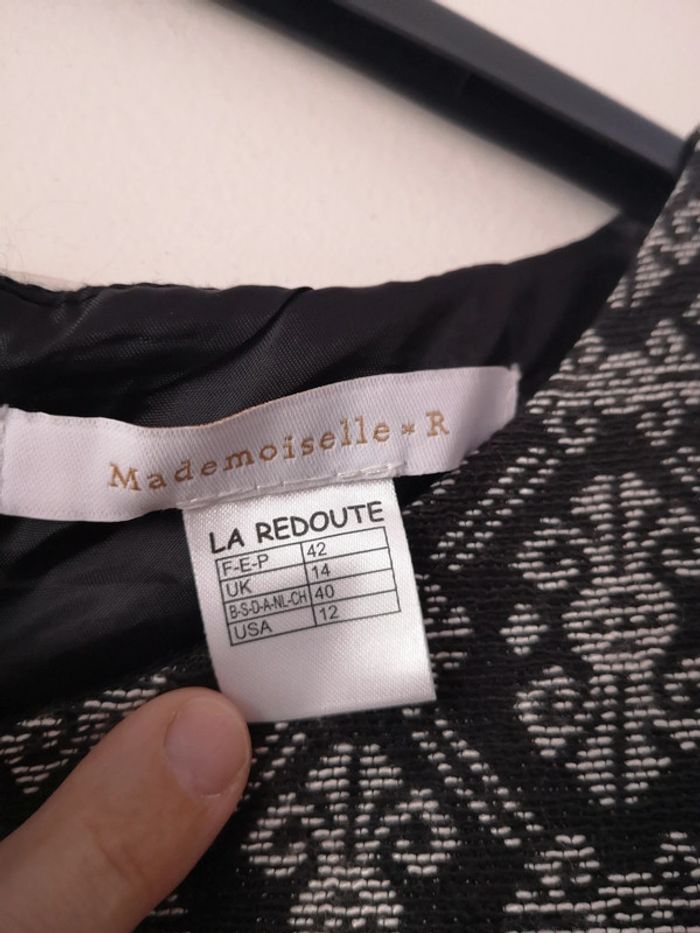 Mademoiselle * R
LA REDOUTE
F-E-P 42
UK 14
B-S-D-A-NL-CH 40
USA 12